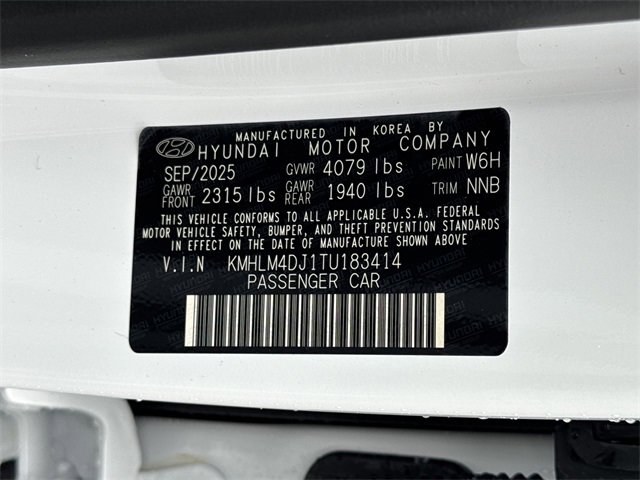 MANUFACTURED IN KOREA BY
HYUNDAI MOTOR COMPANY
SEP/2025 GVWR 4079 lbs PAINT W6H
GAWR FRONT 2315 lbs GAWR REAR 1940 lbs TRIM NNB
THIS VEHICLE CONFORMS TO ALL APPLICABLE U.S.A. FEDERAL
MOTOR VEHICLE SAFETY, BUMPER, AND THEFT PREVENTION STANDARDS
IN EFFECT ON THE DATE OF MANUFACTURE SHOWN ABOVE
V.I.N KMHLM4DJ1TU183414
PASSENGER CAR